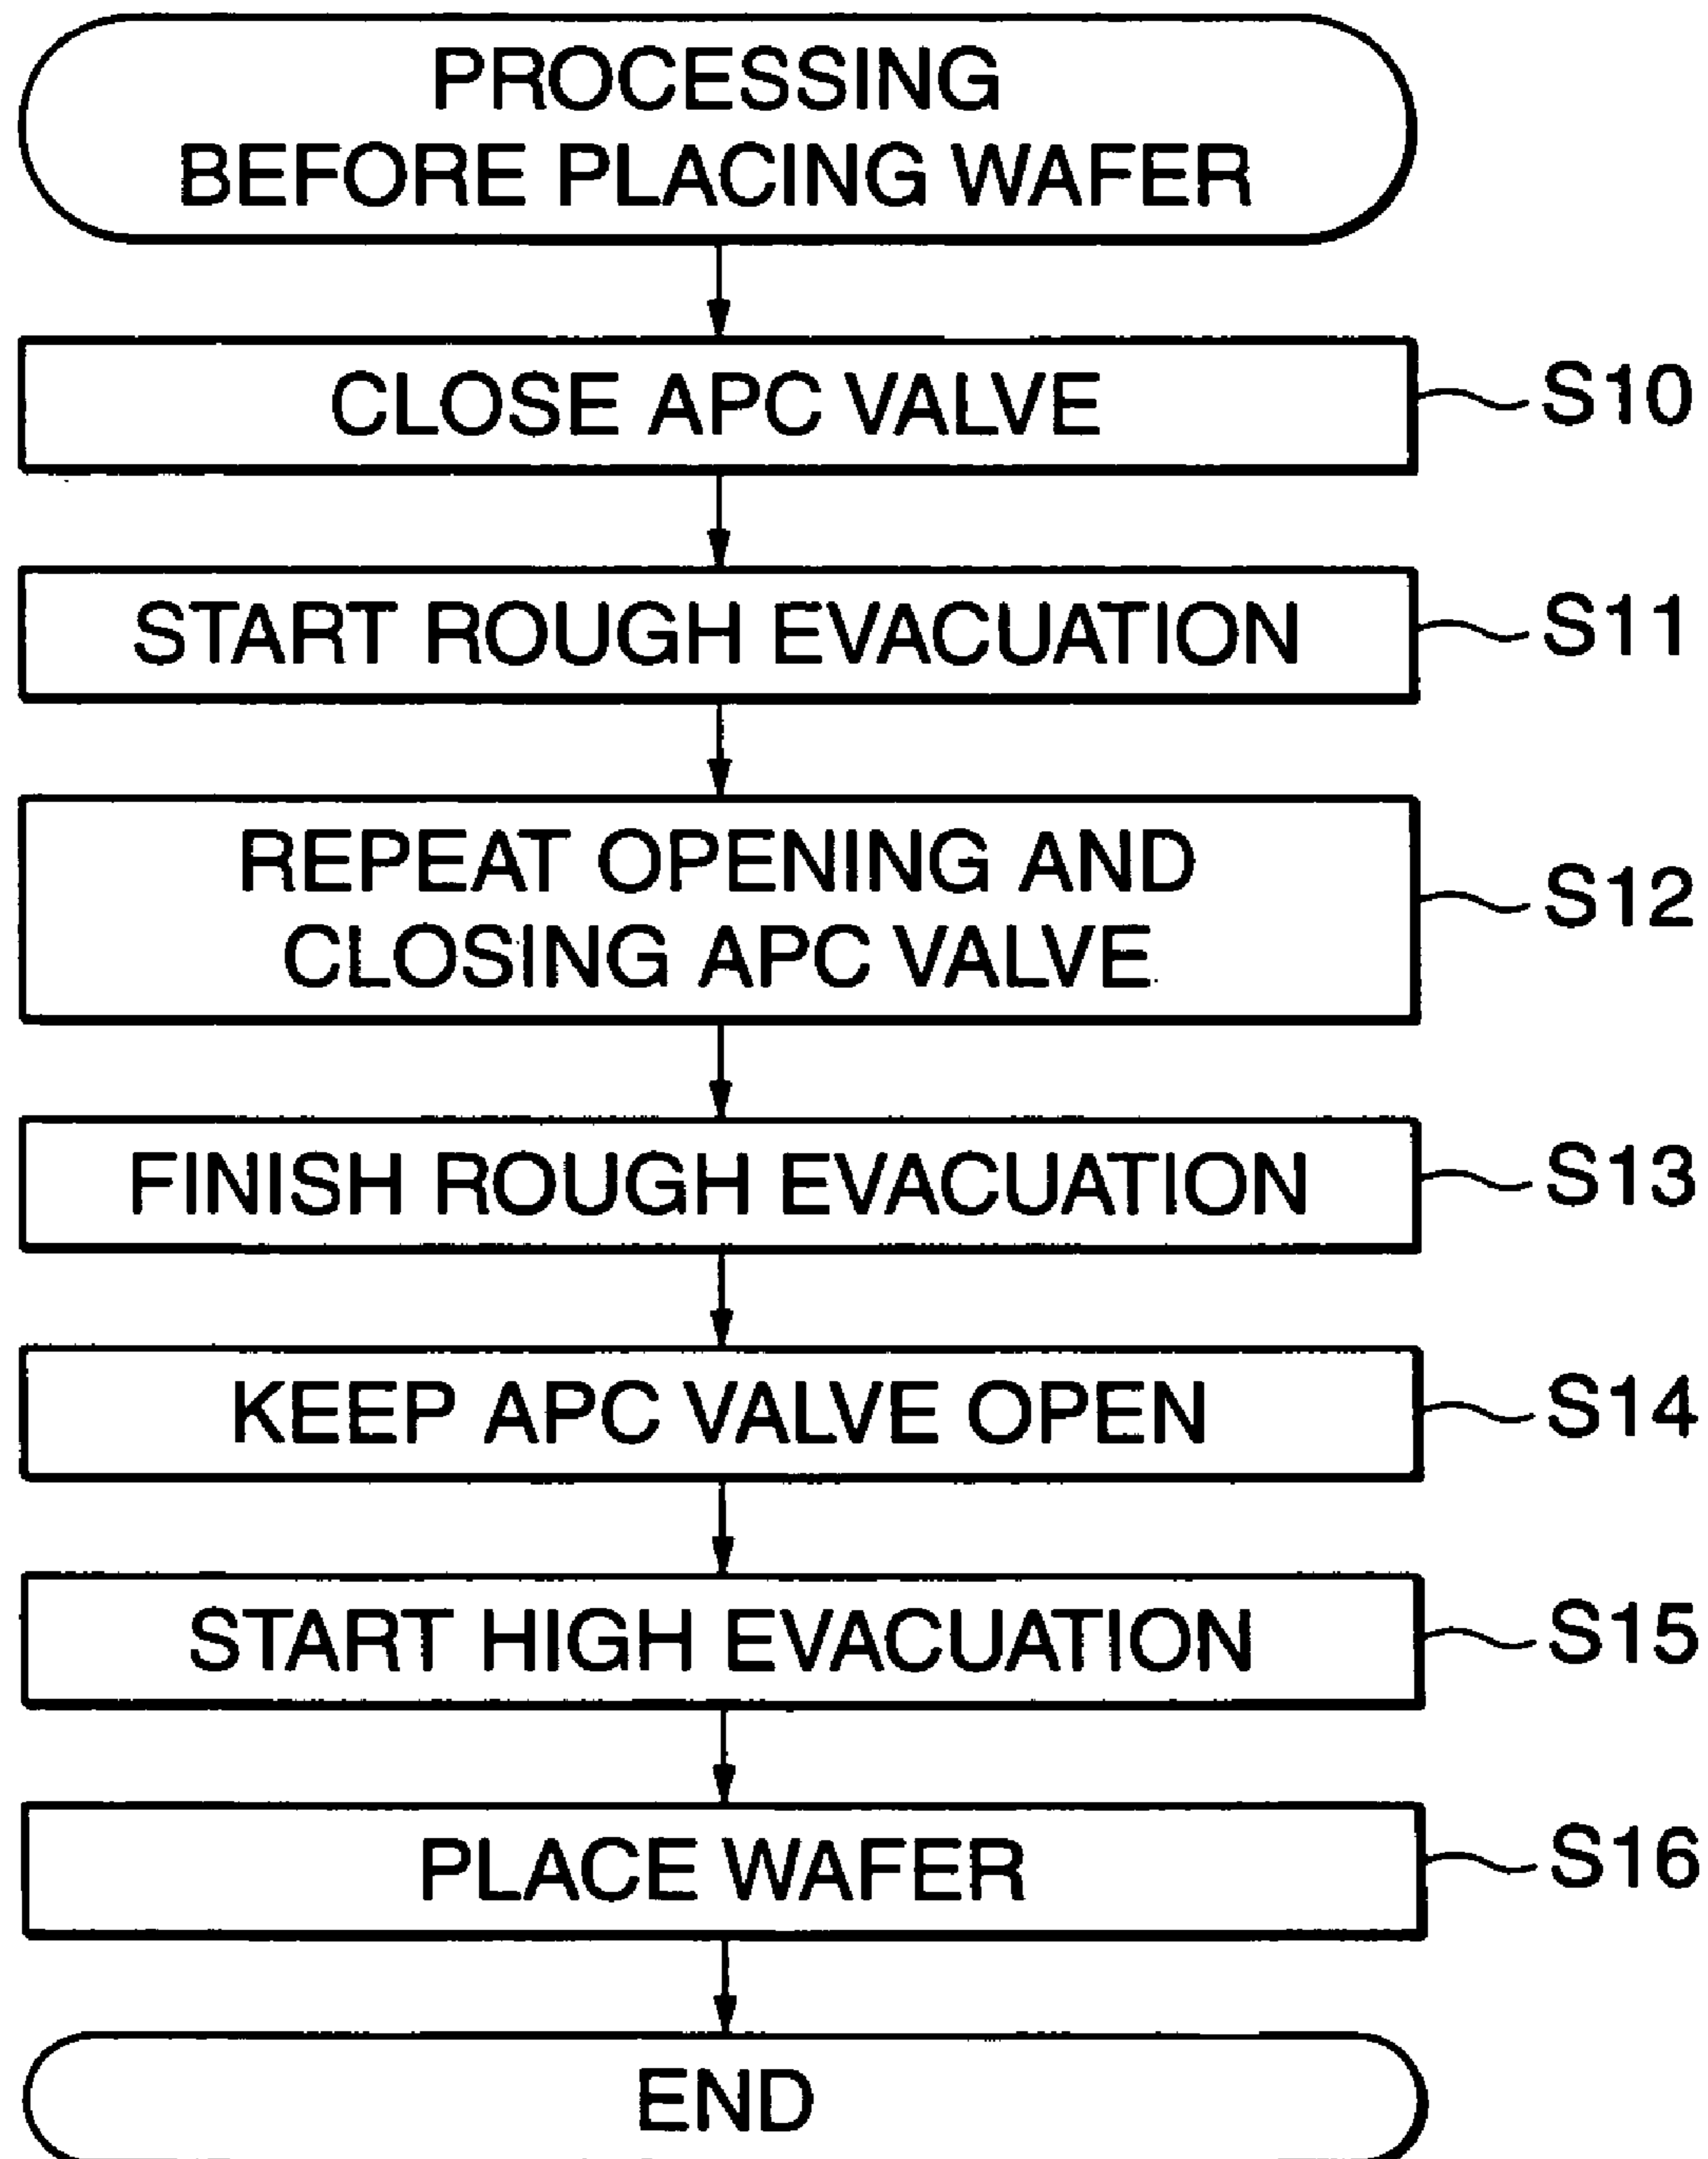 PROCESSING
BEFORE PLACING WAFER
CLOSE APC VALVE
S10
START ROUGH EVACUATION
S11
REPEAT OPENING AND
CLOSING APC VALVE
S12
FINISH ROUGH EVACUATION
S13
KEEP APC VALVE OPEN
S14
START HIGH EVACUATION
S15
PLACE WAFER
S16
END